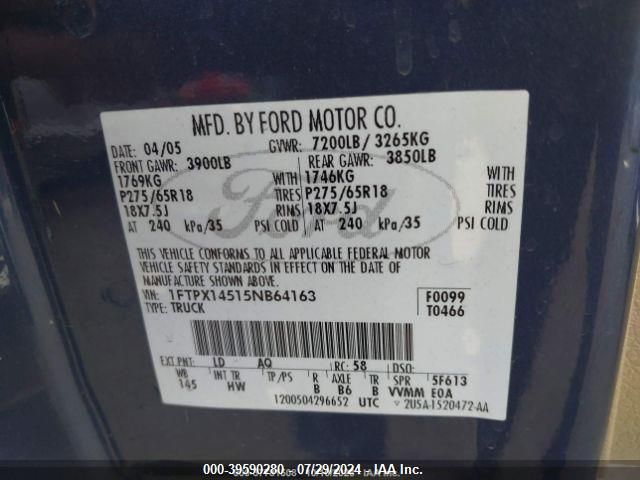 MFD. BY FORD MOTOR CO.
DATE: 04/05 GVWR: 7200LB/ 3265KG
FRONT GAWR: 3900LB REAR GAWR: 3850LB
1769KG WITH 1746KG WITH
P275/65R18 TIRES P275/65R18 TIRES
18X7.5J RIMS 18X7.5J RIMS
AT 240 kPa/35 PSI COLD AT 240 kPa/35 PSI COLD
THIS VEHICLE CONFORMS TO ALL APPLICABLE FEDERAL MOTOR
VEHICLE SAFETY STANDARDS IN EFFECT ON THE DATE OF
MANUFACTURE SHOWN ABOVE.
VIN: 1FTPX14515NB64163 F0099
TYPE: TRUCK T0466
EXT PNT: LD AQ RC: 58 DSO:
WB INT TR TP/PS R AXLE TR SPR 5F613
145 HW B B6 B VVMM E0A
1200504296652 UTC ▽ 2U5A-1520472-AA
Ford
000-39590280 - 07/29/2024 - IAA Inc.